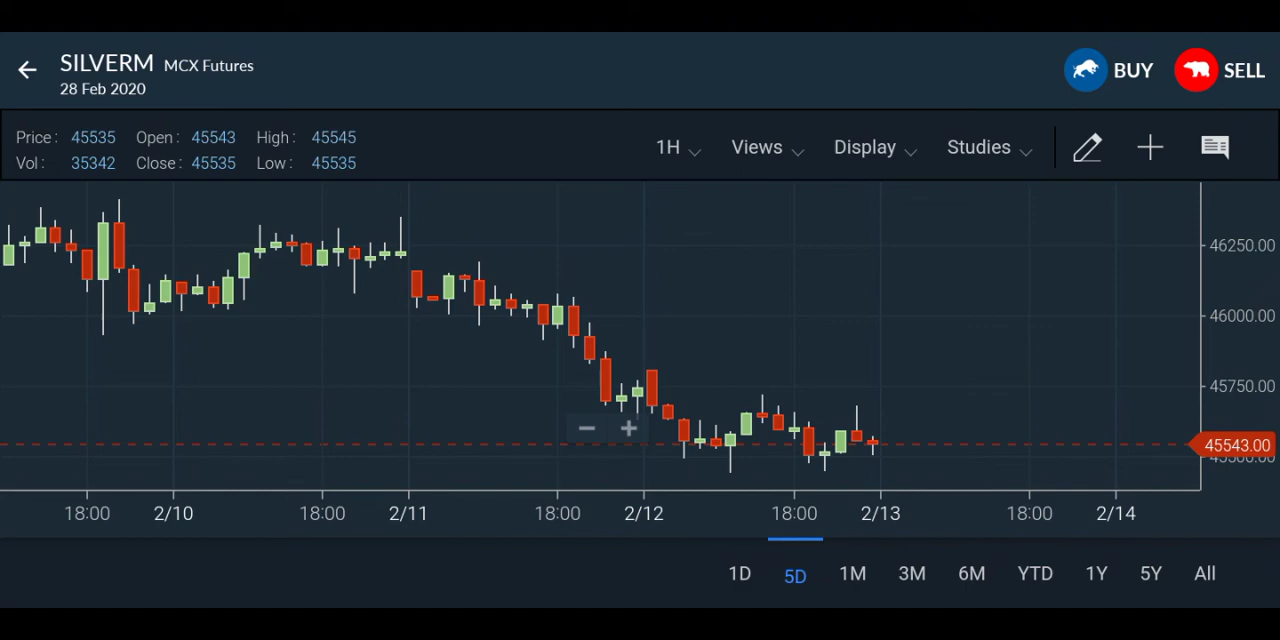 SILVERM MCX Futures
28 Feb 2020
BUY SELL
Price : 45535 Open : 45543 High : 45545
Vol : 35342 Close : 45535 Low : 45535
1H Views Display Studies
46250.00
46000.00
45750.00
45543.00
18:00 2/10 18:00 2/11 18:00 2/12 18:00 2/13 18:00 2/14
1D 5D 1M 3M 6M YTD 1Y 5Y All